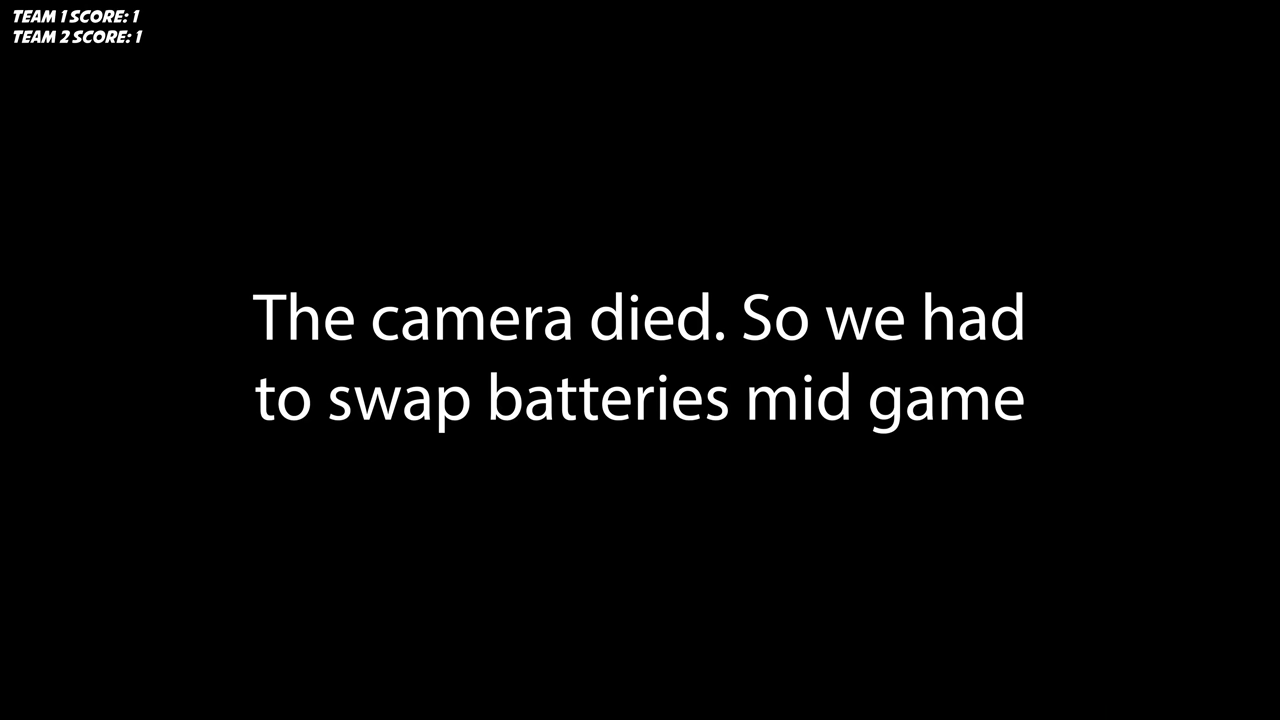 TEAM 1 SCORE: 1
TEAM 2 SCORE: 1
The camera died. So we had
to swap batteries mid game